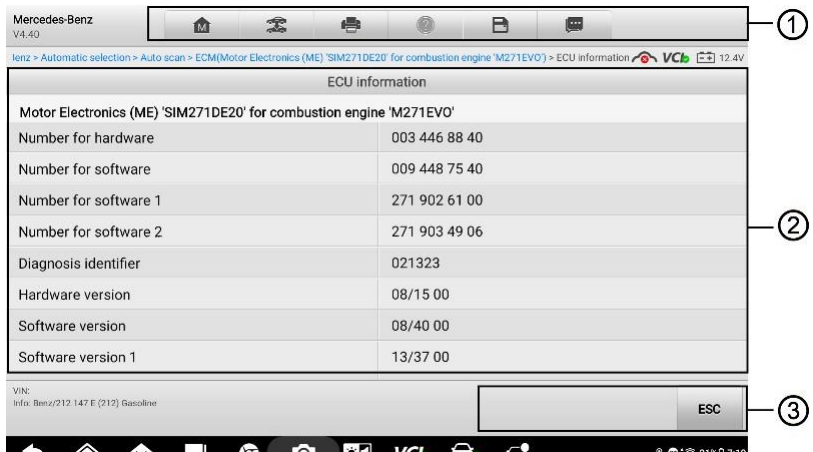 Mercedes-Benz
V4.40
M
?
①
lenz > Automatic selection > Auto scan > ECM(Motor Electronics (ME) 'SIM271DE20' for combustion engine 'M271EVO') > ECU information VCI 12.4V
ECU information
Motor Electronics (ME) 'SIM271DE20' for combustion engine 'M271EVO'
Number for hardware 003 446 88 40
Number for software 009 448 75 40
Number for software 1 271 902 61 00
Number for software 2 271 903 49 06
②
Diagnosis identifier 021323
Hardware version 08/15 00
Software version 08/40 00
Software version 1 13/37 00
VIN:
Info: Benz/212 147 E (212) Gasoline
ESC
③